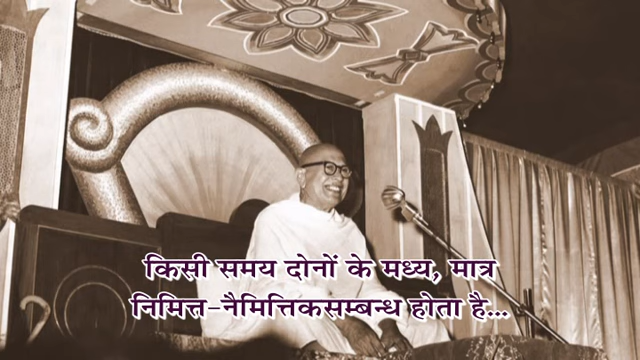 किसी समय दोनों के मध्य, मात्र
निमित्त-नैमित्तिकसम्बन्ध होता है...